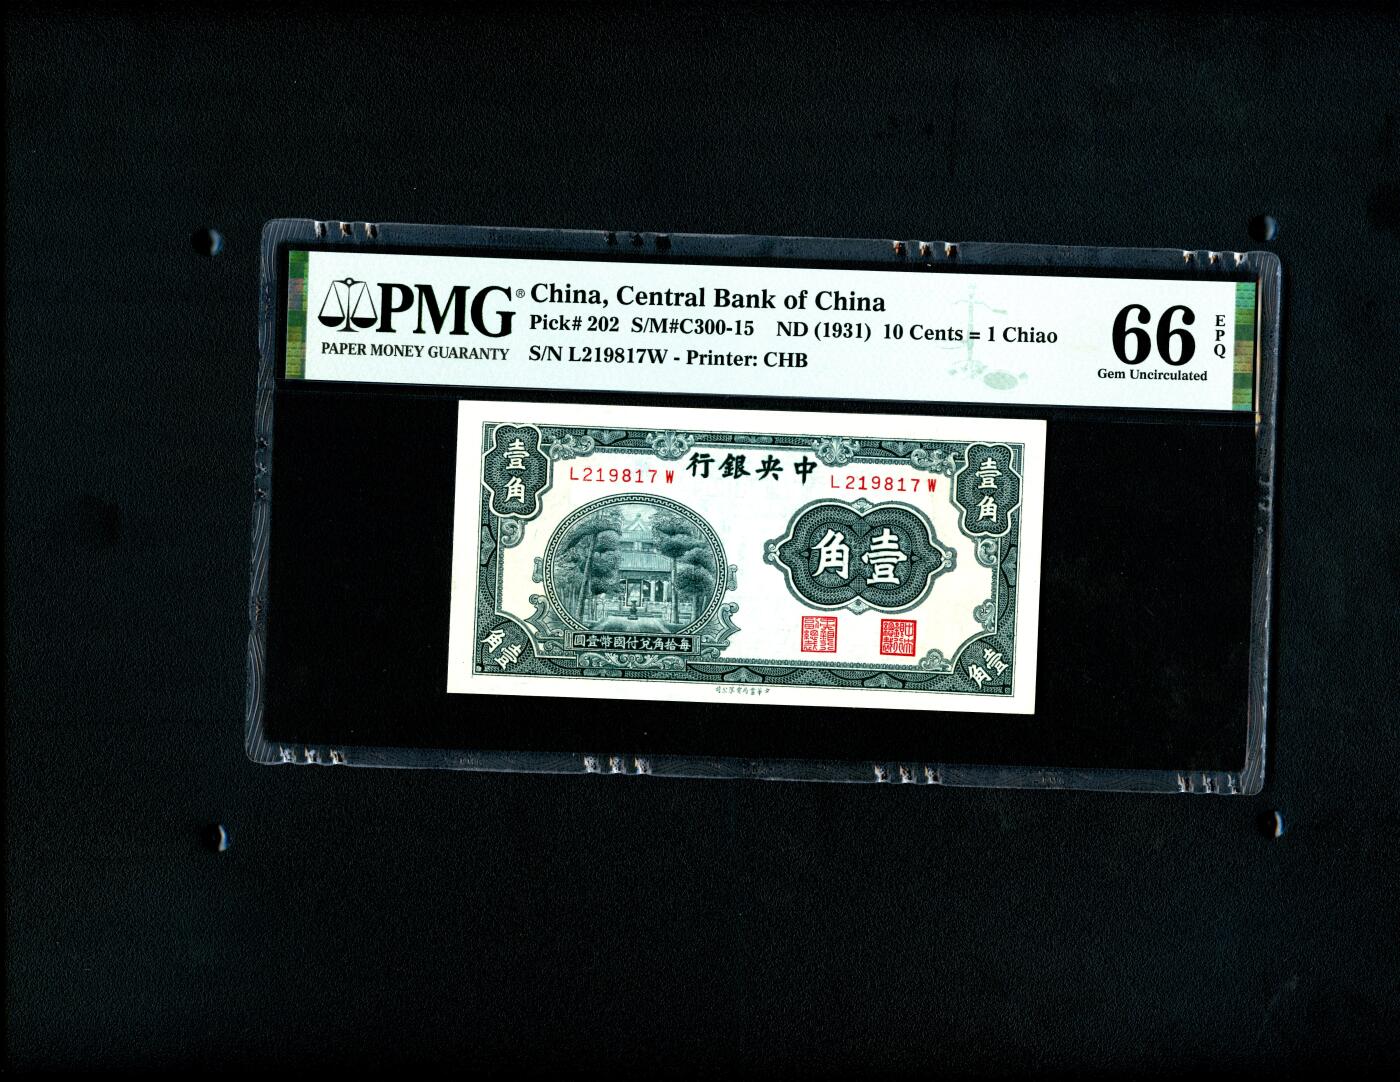 PMG®
PAPER MONEY GUARANTY
China, Central Bank of China
Pick# 202 S/M#C300-15 ND (1931) 10 Cents = 1 Chiao
S/N L219817W - Printer: CHB
66
EPQ
Gem Uncirculated
壹角
行銀央中
壹角
L219817W
L219817W
角壹
圓壹幣國付兌角拾每
壹角
壹角